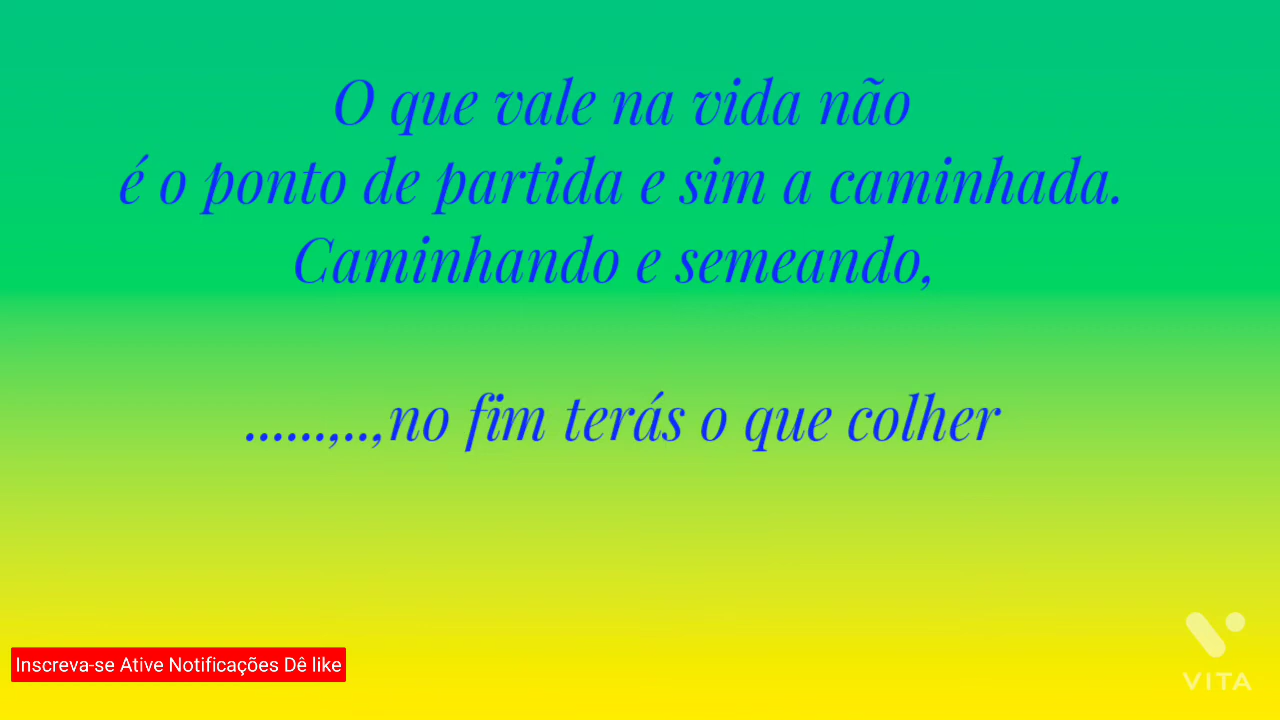 O que vale na vida não
é o ponto de partida e sim a caminhada.
Caminhando e semeando,
......,..,no fim terás o que colher
Inscreva-se Ative Notificações Dê like
VITA